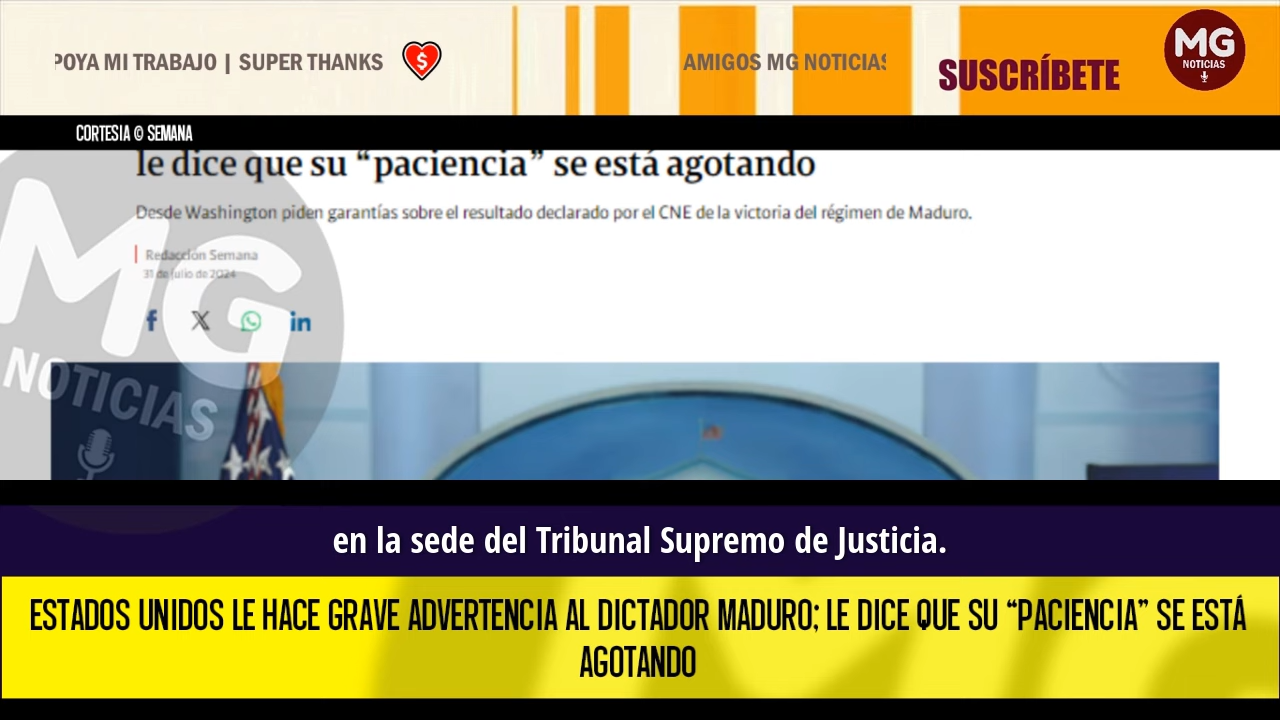 POYA MI TRABAJO | SUPER THANKS
$
AMIGOS MG NOTICIAS
SUSCRÍBETE
MG
NOTICIAS
CORTESIA © SEMANA
le dice que su “paciencia” se está agotando
Desde Washington piden garantías sobre el resultado declarado por el CNE de la victoria del régimen de Maduro.
Redacción Semana
31 de julio de 2024
MG
NOTICIAS
en la sede del Tribunal Supremo de Justicia.
ESTADOS UNIDOS LE HACE GRAVE ADVERTENCIA AL DICTADOR MADURO; LE DICE QUE SU “PACIENCIA” SE ESTÁ
AGOTANDO